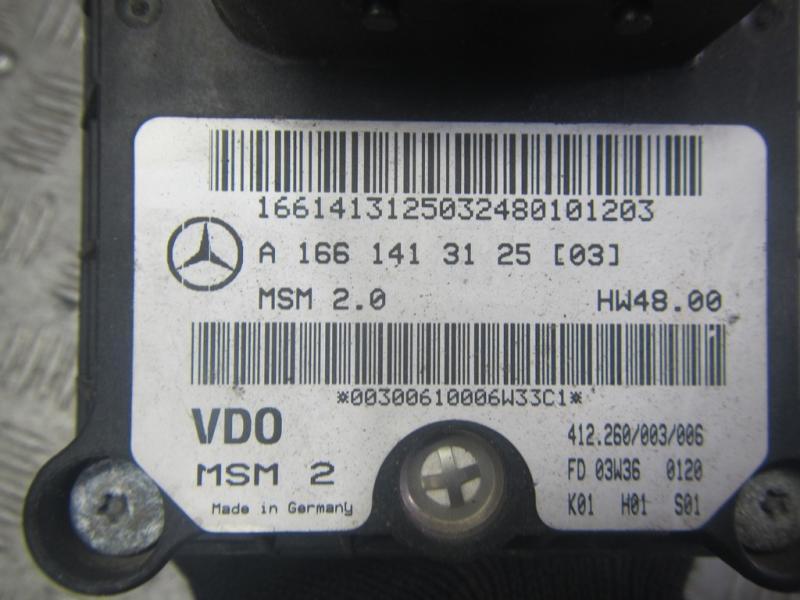 1661413125032480101203
A 166 141 31 25 [03]
MSM 2.0 HW48.00
*00300610006W33C1*
VDO 412.260/003/006
MSM 2 FD 03W36 0120
Made in Germany K01 H01 S01